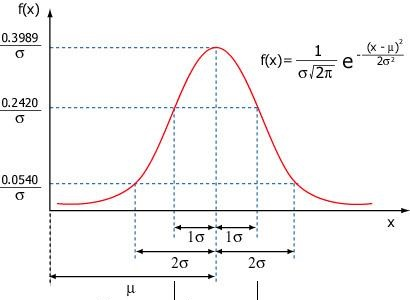 f(x)
0.3989
σ
f(x)= 1/(σ√2π) e^-(x - μ)²/2σ²
0.2420
σ
0.0540
σ
x
1σ 1σ
2σ 2σ
μ